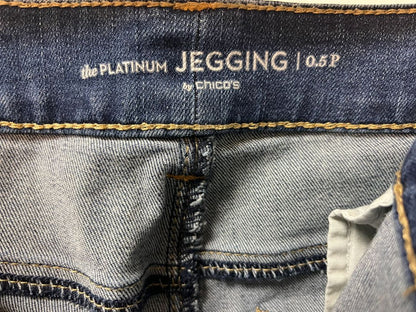 the PLATINUM JEGGING | 0.5P
by chico's